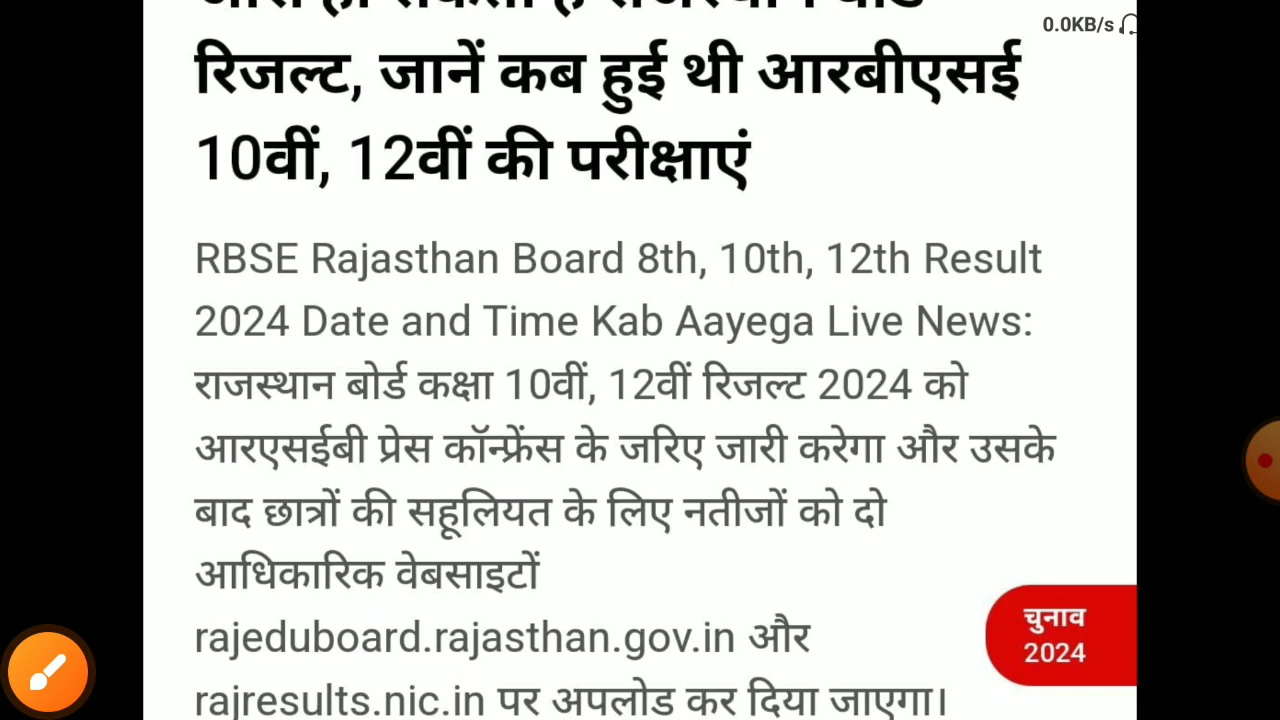 0.0KB/s
रिजल्ट, जानें कब हुई थी आरबीएसई
10वीं, 12वीं की परीक्षाएं
RBSE Rajasthan Board 8th, 10th, 12th Result
2024 Date and Time Kab Aayega Live News:
राजस्थान बोर्ड कक्षा 10वीं, 12वीं रिजल्ट 2024 को
आरएसईबी प्रेस कॉन्फ्रेंस के जरिए जारी करेगा और उसके
बाद छात्रों की सहूलियत के लिए नतीजों को दो
आधिकारिक वेबसाइटों
rajeduboard.rajasthan.gov.in और
rajresults.nic.in पर अपलोड कर दिया जाएगा।
चुनाव
2024